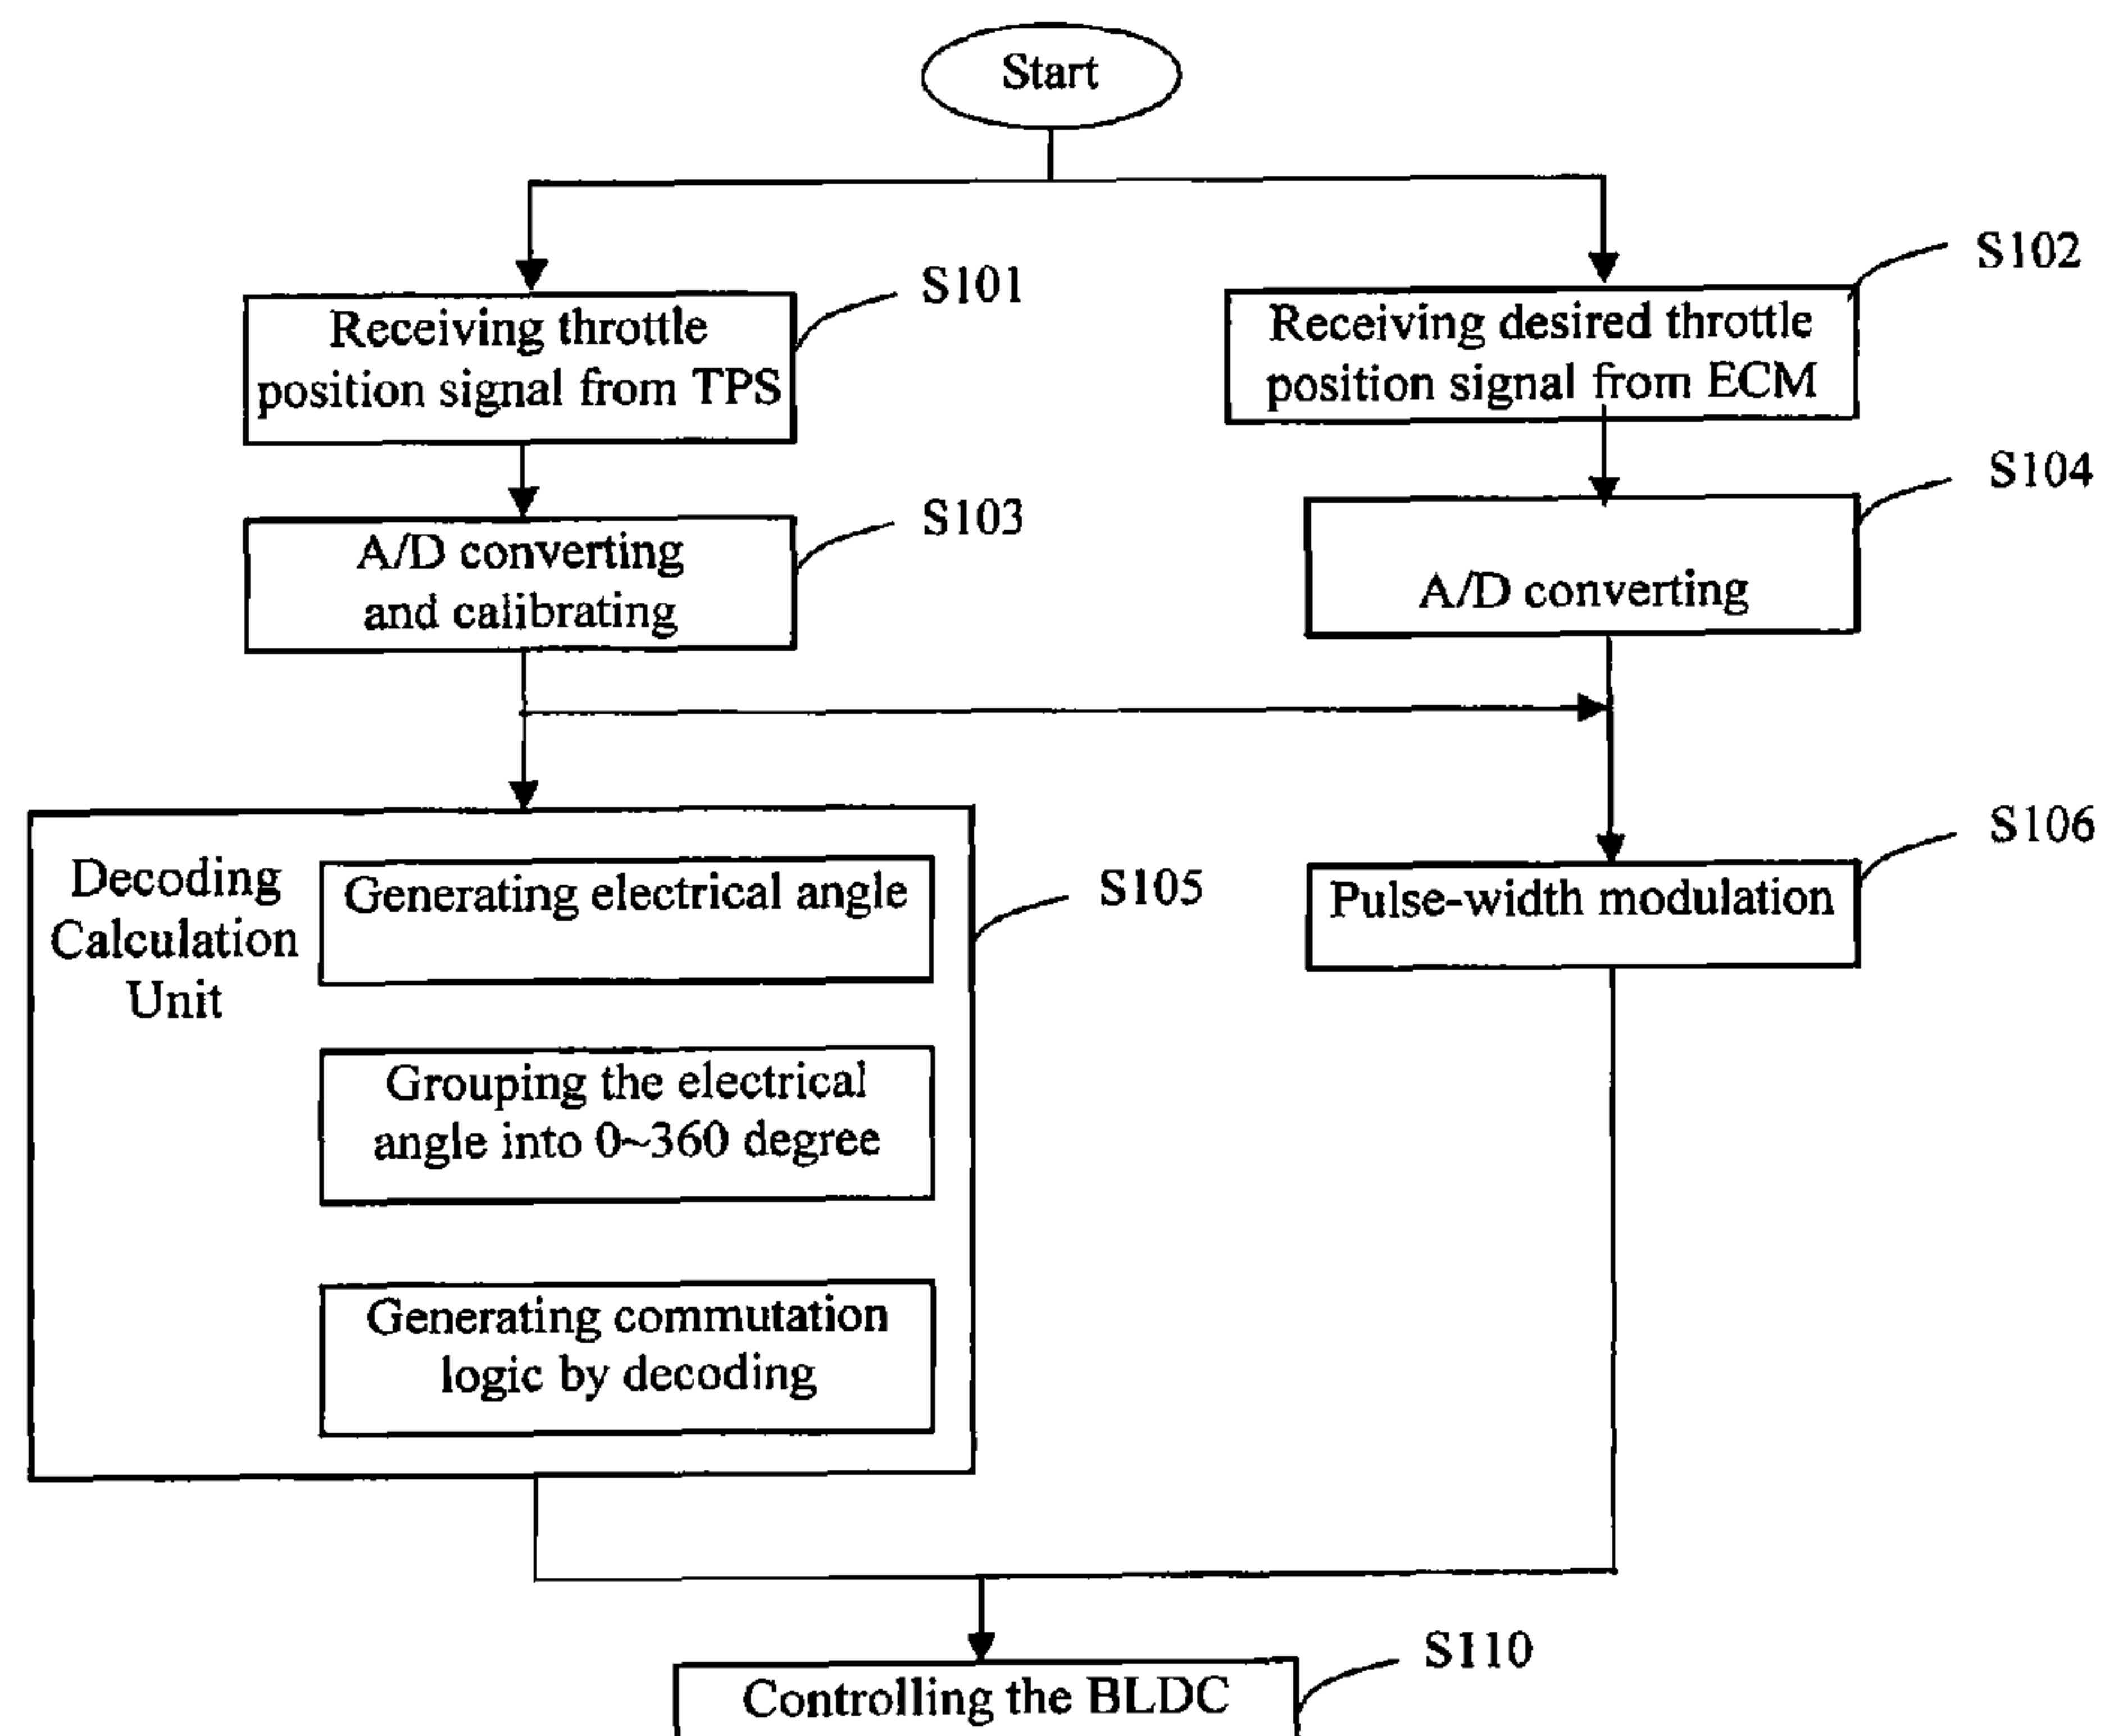 Start
S101
S102
Receiving throttle
position signal from TPS
Receiving desired throttle
position signal from ECM
S103
S104
A/D converting
and calibrating
A/D converting
Decoding
Calculation
Unit
Generating electrical angle
S105
Pulse-width modulation
S106
Grouping the electrical
angle into 0~360 degree
Generating commutation
logic by decoding
S110
Controlling the BLDC